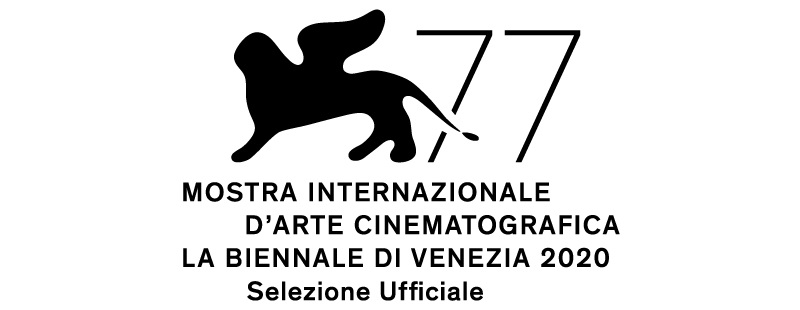 77
MOSTRA INTERNAZIONALE
D’ARTE CINEMATOGRAFICA
LA BIENNALE DI VENEZIA 2020
Selezione Ufficiale